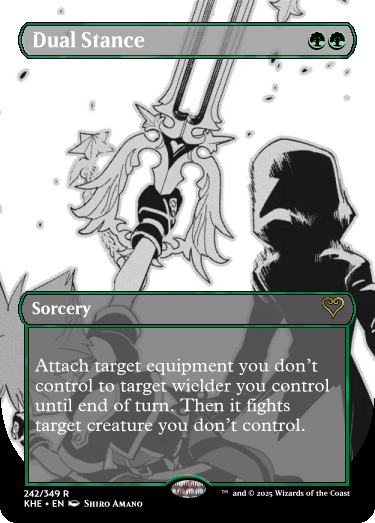 Dual Stance
Sorcery
Attach target equipment you don't
control to target wielder you control
until end of turn. Then it fights
target creature you don't control.
242/349 R
KHE • EN Shiro Amano
™ and © 2025 Wizards of the Coast